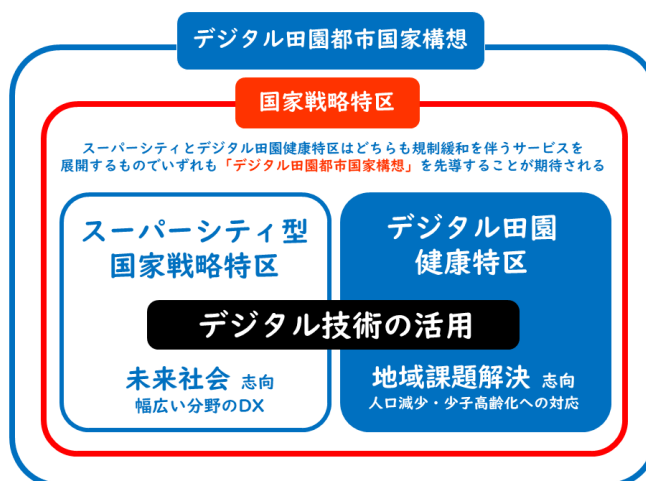 デジタル田園都市国家構想
国家戦略特区
スーパーシティとデジタル田園健康特区はどちらも規制緩和を伴うサービスを
展開するものでいずれも「デジタル田園都市国家構想」を先導することが期待される
スーパーシティ型
国家戦略特区
デジタル田園
健康特区
デジタル技術の活用
未来社会 志向
幅広い分野のDX
地域課題解決 志向
人口減少・少子高齢化への対応